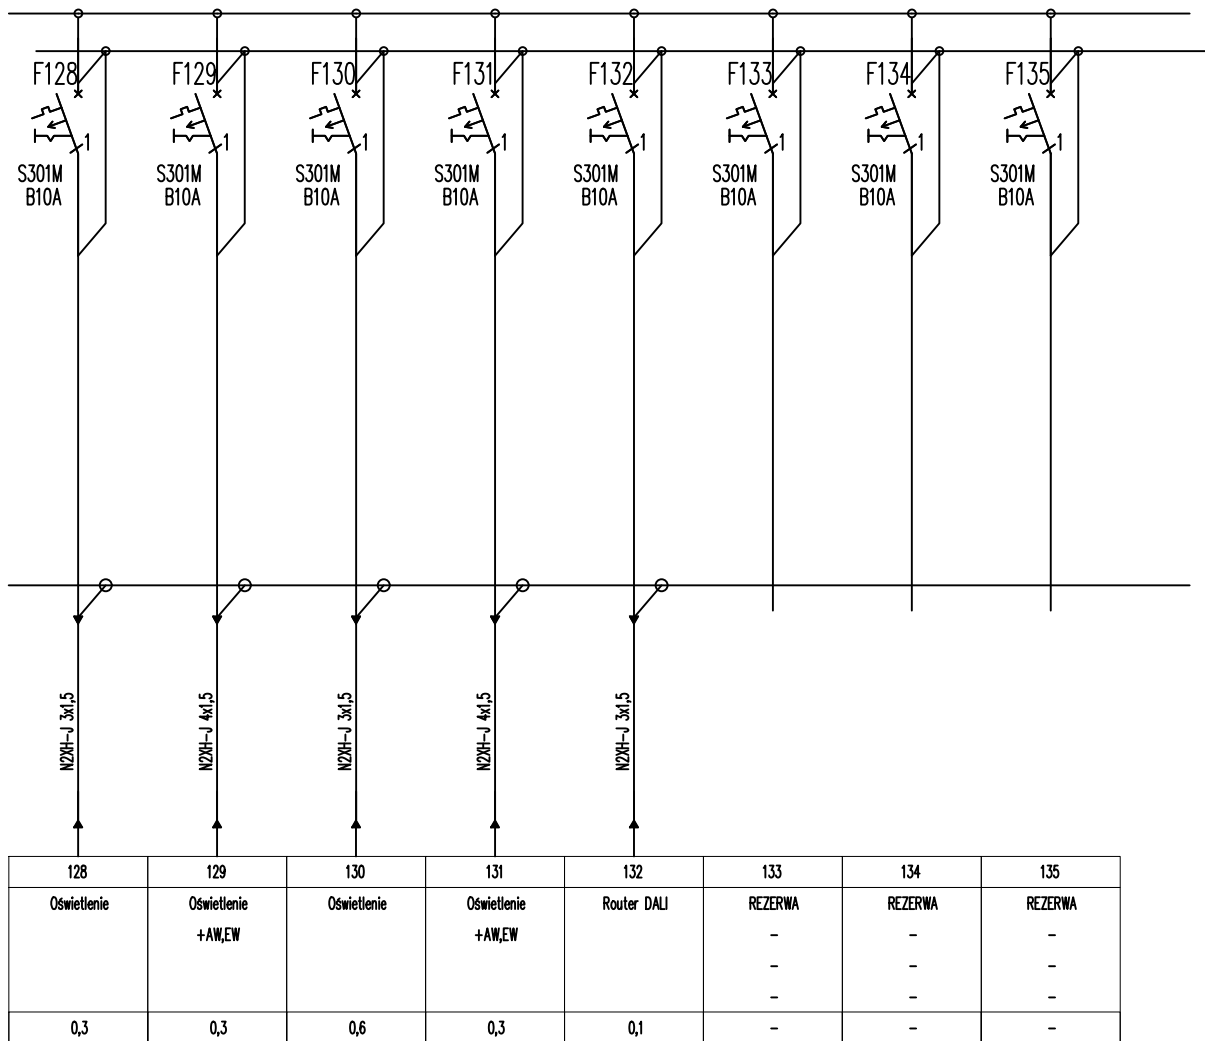 F128 F129 F130 F131 F132 F133 F134 F135
1 1 1 1 1 1 1 1
S301M S301M S301M S301M S301M S301M S301M S301M
B10A B10A B10A B10A B10A B10A B10A B10A
N2XH-J 3x1,5 N2XH-J 4x1,5 N2XH-J 3x1,5 N2XH-J 4x1,5 N2XH-J 3x1,5
128 129 130 131 132 133 134 135
Oświetlenie Oświetlenie Oświetlenie Oświetlenie Router DALI REZERWA REZERWA REZERWA
+AW,EW +AW,EW - - -
- - -
- - -
0,3 0,3 0,6 0,3 0,1 - - -